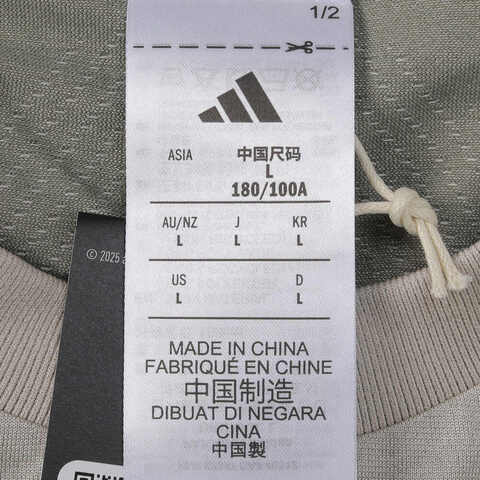 1/2
ASIA 中国尺码
L
180/100A
AU/NZ J KR
L L L
US D
L L
MADE IN CHINA
FABRIQUÉ EN CHINE
中国制造
DIBUAT DI NEGARA
CINA
中国製
© 2025